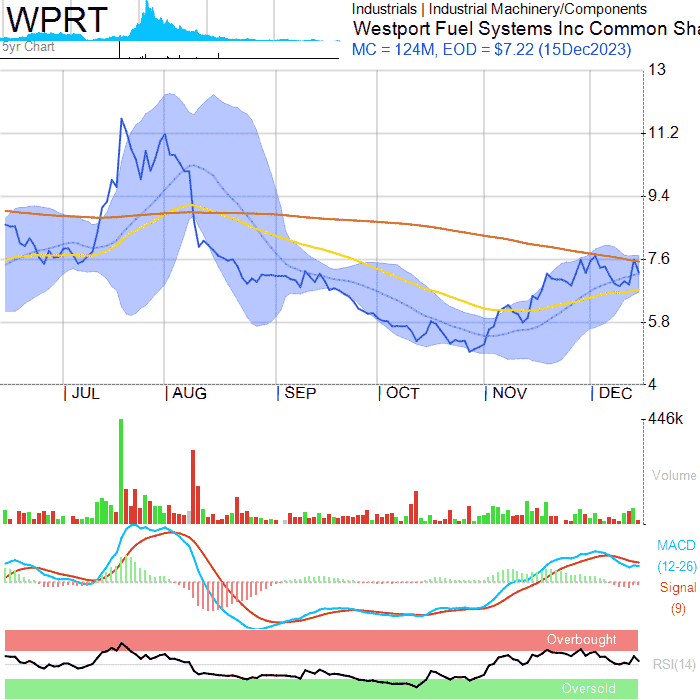 WPRT
5yr Chart
Industrials | Industrial Machinery/Components
Westport Fuel Systems Inc Common Sha
MC = 124M, EOD = $7.22 (15Dec2023)
13
11.2
9.4
7.6
5.8
4
JUL AUG SEP OCT NOV DEC
446k
Volume
MACD
(12-26)
Signal
(9)
Overbought
RSI(14)
Oversold